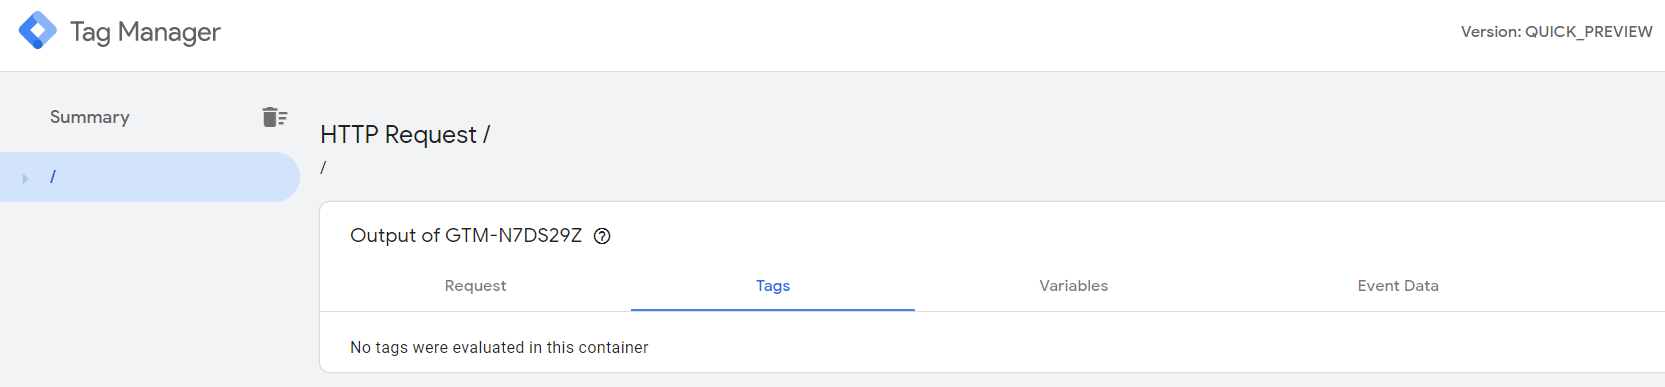 Tag Manager
Version: QUICK_PREVIEW
Summary
/
HTTP Request /
/
Output of GTM-N7DS29Z
Request Tags Variables Event Data
No tags were evaluated in this container